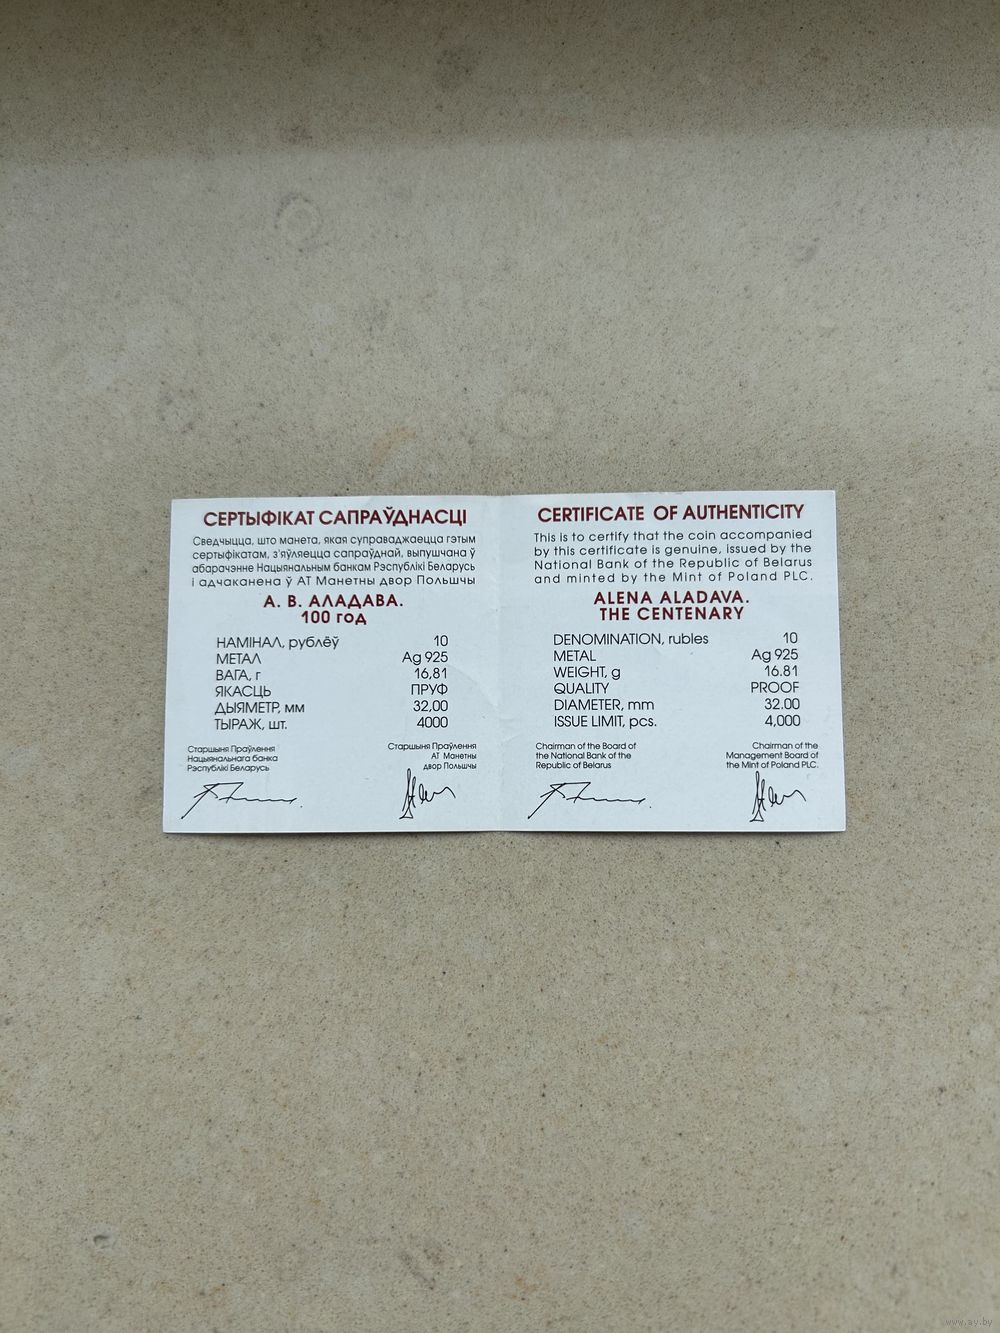 СЕРТЫФІКАТ САПРАЎДНАСЦІ
Сведчыцца, што манета, якая суправаджаецца гэтым
сертыфікатам, з'яўляецца сапраўднай, выпушчана ў
абарачэнне Нацыянальным банкам Рэспублікі Беларусь
і адчаканена ў АТ Манетны двор Польшчы
А. В. АЛАДАВА.
100 год
НАМІНАЛ, рублёў 10
МЕТАЛ Ag 925
ВАГА, г 16,81
ЯКАСЦЬ ПРУФ
ДЫЯМЕТР, мм 32,00
ТЫРАЖ, шт. 4000
Старшыня Праўлення
Нацыянальнага банка
Рэспублікі Беларусь
Старшыня Праўлення
АТ Манетны
двор Польшчы
CERTIFICATE OF AUTHENTICITY
This is to certify that the coin accompanied
by this certificate is genuine, issued by the
National Bank of the Republic of Belarus
and minted by the Mint of Poland PLC.
ALENA ALADAVA.
THE CENTENARY
DENOMINATION, rubles 10
METAL Ag 925
WEIGHT, g 16.81
QUALITY PROOF
DIAMETER, mm 32.00
ISSUE LIMIT, pcs. 4,000
Chairman of the Board of
the National Bank of the
Republic of Belarus
Chairman of the
Management Board of
the Mint of Poland PLC.
www.ay.by